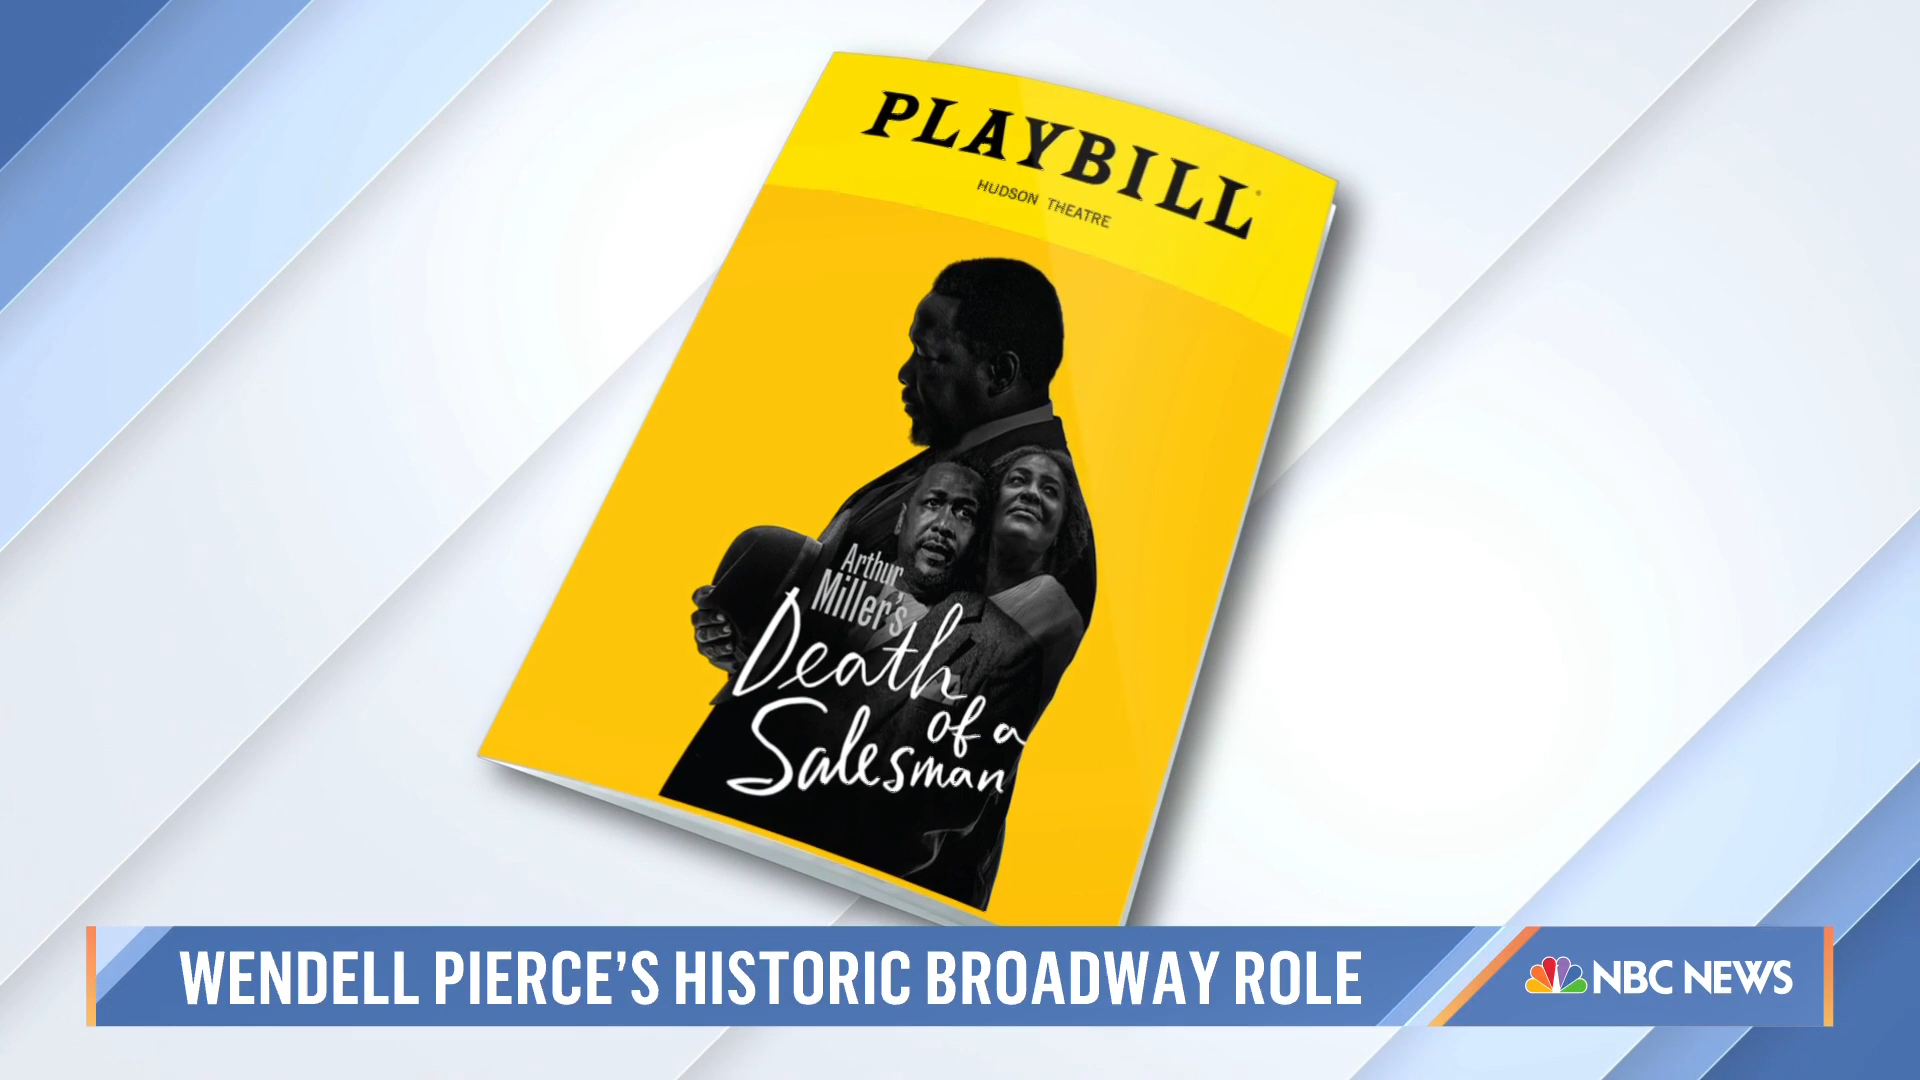 PLAYBILL
HUDSON THEATRE
Arthur
Miller's
Death
of a
Salesman
WENDELL PIERCE'S HISTORIC BROADWAY ROLE
NBC NEWS